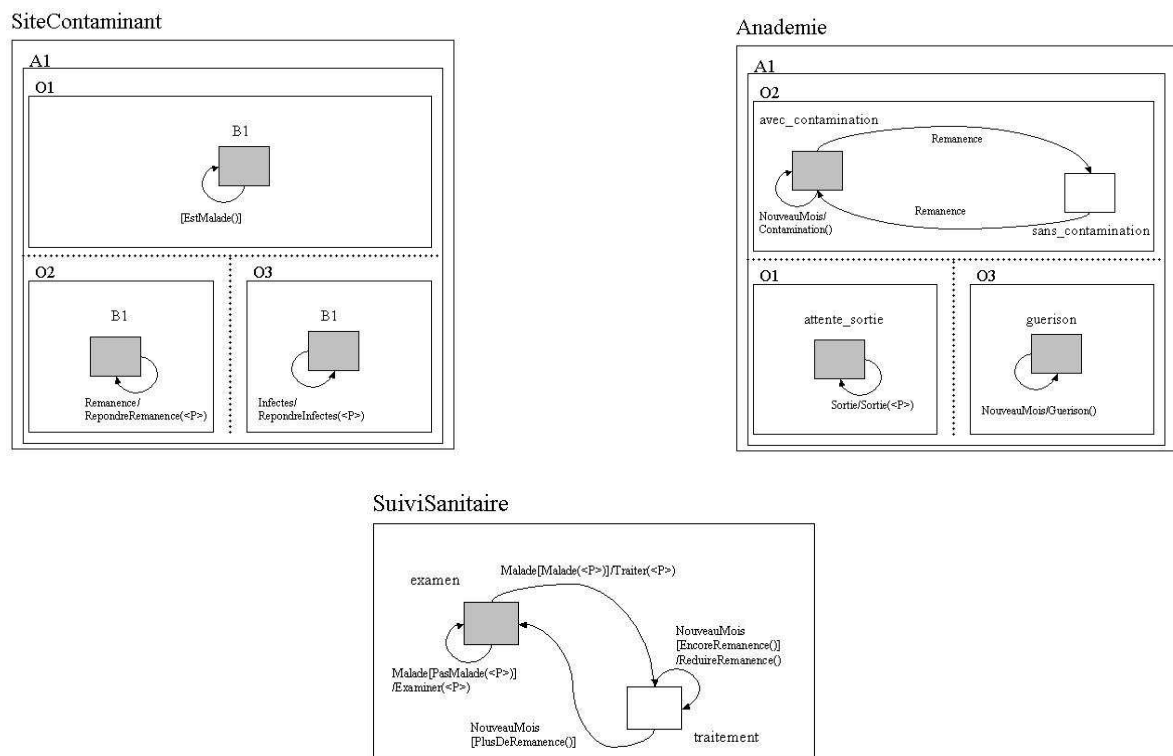 SiteContaminant
A1
O1
B1
[EstMalade()]
O2
B1
Remanence/
RepondreRemanence(<P>)
O3
B1
Infectes/
RepondreInfectes(<P>)
Anademie
A1
O2
avec_contamination
Remanence
NouveauMois/
Contamination()
Remanence
sans_contamination
O1
attente_sortie
Sortie/Sortie(<P>)
O3
guerison
NouveauMois/Guerison()
SuiviSanitaire
examen
Malade[Malade(<P>)]/Traiter(<P>)
NouveauMois
[EncoreRemanence()]
/ReduireRemanence()
Malade[PasMalade(<P>)]
/Examiner(<P>)
NouveauMois
[PlusDeRemanence()]
traitement